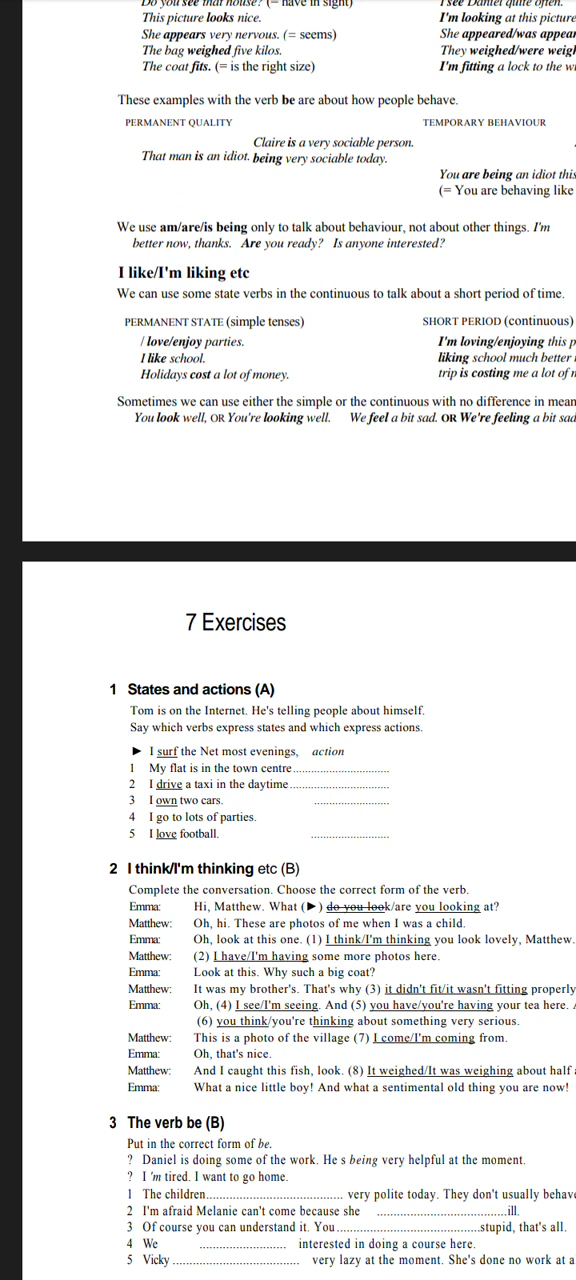 Do you see that house? (= have in sight) I see Daniel quite often.
This picture looks nice. I'm looking at this picture
She appears very nervous. (= seems) She appeared/was appear
The bag weighed five kilos. They weighed/were weigh
The coat fits. (= is the right size) I'm fitting a lock to the w
These examples with the verb be are about how people behave.
PERMANENT QUALITY TEMPORARY BEHAVIOUR
Claire is a very sociable person.
That man is an idiot. being very sociable today.
You are being an idiot this
(= You are behaving like
We use am/are/is being only to talk about behaviour, not about other things. I'm
better now, thanks. Are you ready? Is anyone interested?
I like/I'm liking etc
We can use some state verbs in the continuous to talk about a short period of time.
PERMANENT STATE (simple tenses) SHORT PERIOD (continuous)
/ love/enjoy parties. I'm loving/enjoying this p
I like school. liking school much better
Holidays cost a lot of money. trip is costing me a lot of m
Sometimes we can use either the simple or the continuous with no difference in mean
You look well, OR You're looking well. We feel a bit sad. OR We're feeling a bit sad
7 Exercises
1 States and actions (A)
Tom is on the Internet. He's telling people about himself.
Say which verbs express states and which express actions.
► I surf the Net most evenings, action
1 My flat is in the town centre................................
2 I drive a taxi in the daytime.................................
3 I own two cars. .........................
4 I go to lots of parties.
5 I love football. ..........................
2 I think/I'm thinking etc (B)
Complete the conversation. Choose the correct form of the verb.
Emma: Hi, Matthew. What (►) do you look/are you looking at?
Matthew: Oh, hi. These are photos of me when I was a child.
Emma: Oh, look at this one. (1) I think/I'm thinking you look lovely, Matthew.
Matthew: (2) I have/I'm having some more photos here.
Emma: Look at this. Why such a big coat?
Matthew: It was my brother's. That's why (3) it didn't fit/it wasn't fitting properly
Emma: Oh, (4) I see/I'm seeing. And (5) you have/you're having your tea here.
(6) you think/you're thinking about something very serious.
Matthew: This is a photo of the village (7) I come/I'm coming from.
Emma: Oh, that's nice.
Matthew: And I caught this fish, look. (8) It weighed/It was weighing about half
Emma: What a nice little boy! And what a sentimental old thing you are now!
3 The verb be (B)
Put in the correct form of be.
? Daniel is doing some of the work. He s being very helpful at the moment.
? I 'm tired. I want to go home.
1 The children............................................. very polite today. They don't usually behave
2 I'm afraid Melanie can't come because she ...........................................ill.
3 Of course you can understand it. You...............................................stupid, that's all.
4 We ............................ interested in doing a course here.
5 Vicky .......................................... very lazy at the moment. She's done no work at a